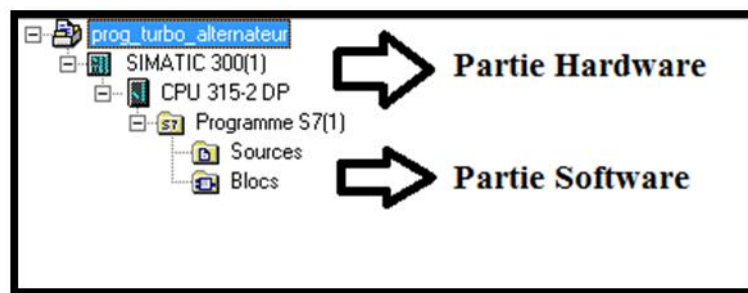 prog_turbo_alternateur
SIMATIC 300(1)
Partie Hardware
CPU 315-2 DP
S7 Programme S7(1)
Sources
Partie Software
Blocs